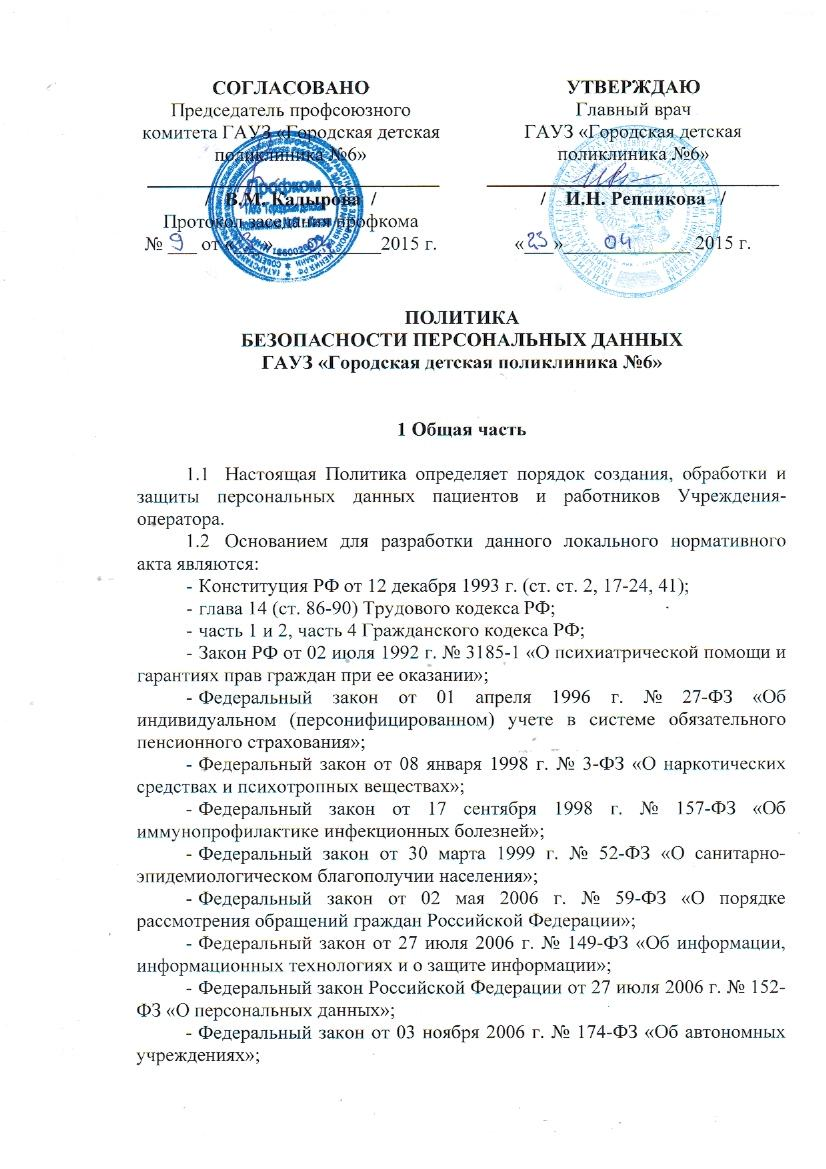 СОГЛАСОВАНО
Председатель профсоюзного
комитета ГАУЗ «Городская детская
поликлиника №6»
/ В.М. Кадырова /
Протокол заседания профкома
№ 9 от « » 2015 г.
УТВЕРЖДАЮ
Главный врач
ГАУЗ «Городская детская
поликлиника №6»
/ И.Н. Репникова /
«23» 04 2015 г.
Профком
ПОЛИТИКА
БЕЗОПАСНОСТИ ПЕРСОНАЛЬНЫХ ДАННЫХ
ГАУЗ «Городская детская поликлиника №6»
1 Общая часть
1.1 Настоящая Политика определяет порядок создания, обработки и
защиты персональных данных пациентов и работников Учреждения-
оператора.
1.2 Основанием для разработки данного локального нормативного
акта являются:
- Конституция РФ от 12 декабря 1993 г. (ст. ст. 2, 17-24, 41);
- глава 14 (ст. 86-90) Трудового кодекса РФ;
- часть 1 и 2, часть 4 Гражданского кодекса РФ;
- Закон РФ от 02 июля 1992 г. № 3185-1 «О психиатрической помощи и
гарантиях прав граждан при ее оказании»;
- Федеральный закон от 01 апреля 1996 г. № 27-ФЗ «Об
индивидуальном (персонифицированном) учете в системе обязательного
пенсионного страхования»;
- Федеральный закон от 08 января 1998 г. № 3-ФЗ «О наркотических
средствах и психотропных веществах»;
- Федеральный закон от 17 сентября 1998 г. № 157-ФЗ «Об
иммунопрофилактике инфекционных болезней»;
- Федеральный закон от 30 марта 1999 г. № 52-ФЗ «О санитарно-
эпидемиологическом благополучии населения»;
- Федеральный закон от 02 мая 2006 г. № 59-ФЗ «О порядке
рассмотрения обращений граждан Российской Федерации»;
- Федеральный закон от 27 июля 2006 г. № 149-ФЗ «Об информации,
информационных технологиях и о защите информации»;
- Федеральный закон Российской Федерации от 27 июля 2006 г. № 152-
ФЗ «О персональных данных»;
- Федеральный закон от 03 ноября 2006 г. № 174-ФЗ «Об автономных
учреждениях»;